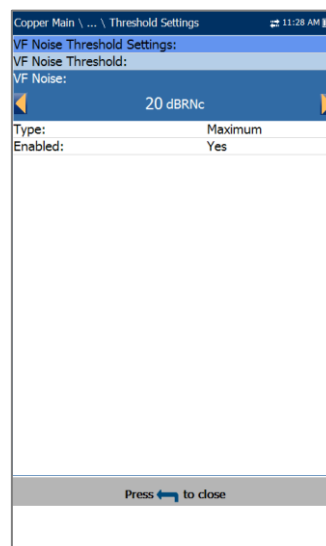 Copper Main \ ... \ Threshold Settings 11:28 AM
VF Noise Threshold Settings:
VF Noise Threshold:
VF Noise:
20 dBRNc
Type: Maximum
Enabled: Yes
Press to close